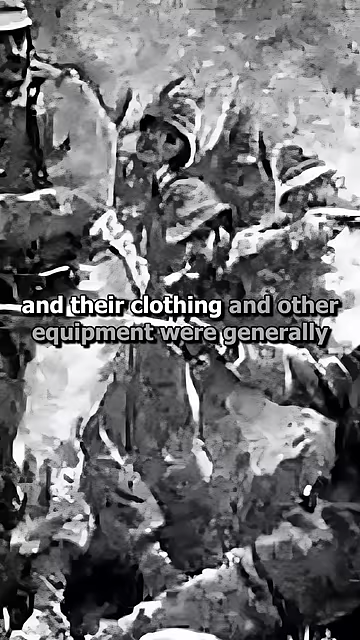 and their clothing and other
equipment were generally